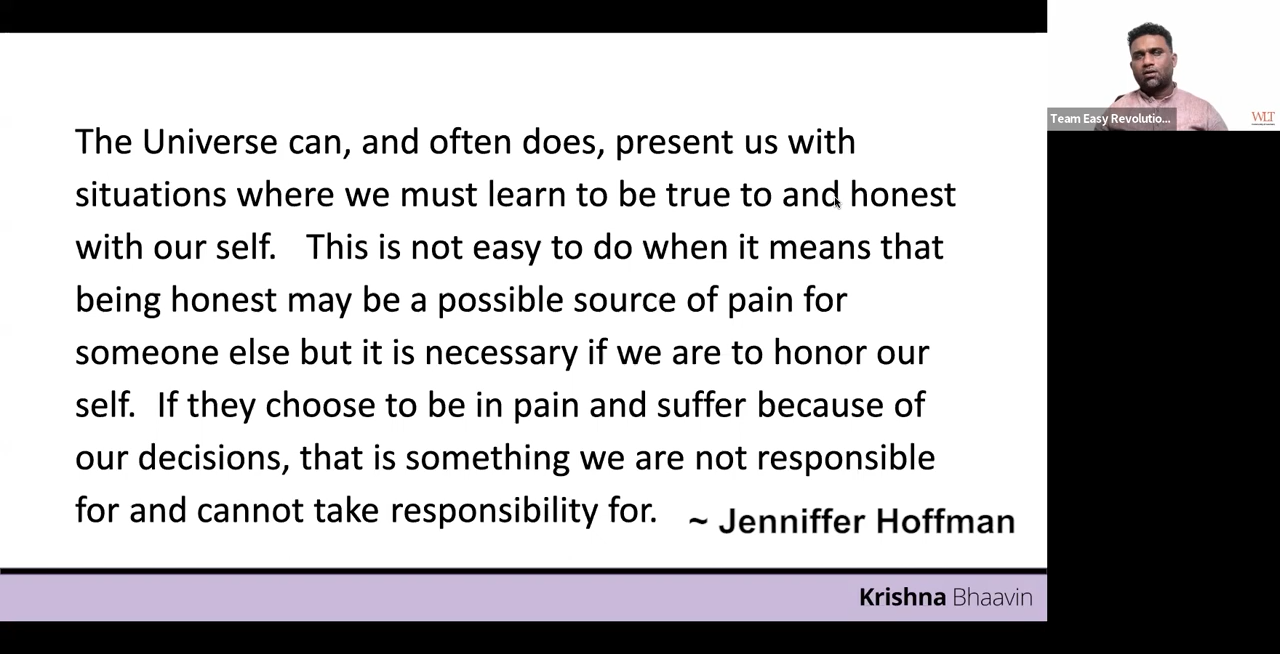 The Universe can, and often does, present us with
situations where we must learn to be true to and honest
with our self. This is not easy to do when it means that
being honest may be a possible source of pain for
someone else but it is necessary if we are to honor our
self. If they choose to be in pain and suffer because of
our decisions, that is something we are not responsible
for and cannot take responsibility for.
~ Jenniffer Hoffman
Krishna Bhaavin
Team Easy Revolutio...
WLT